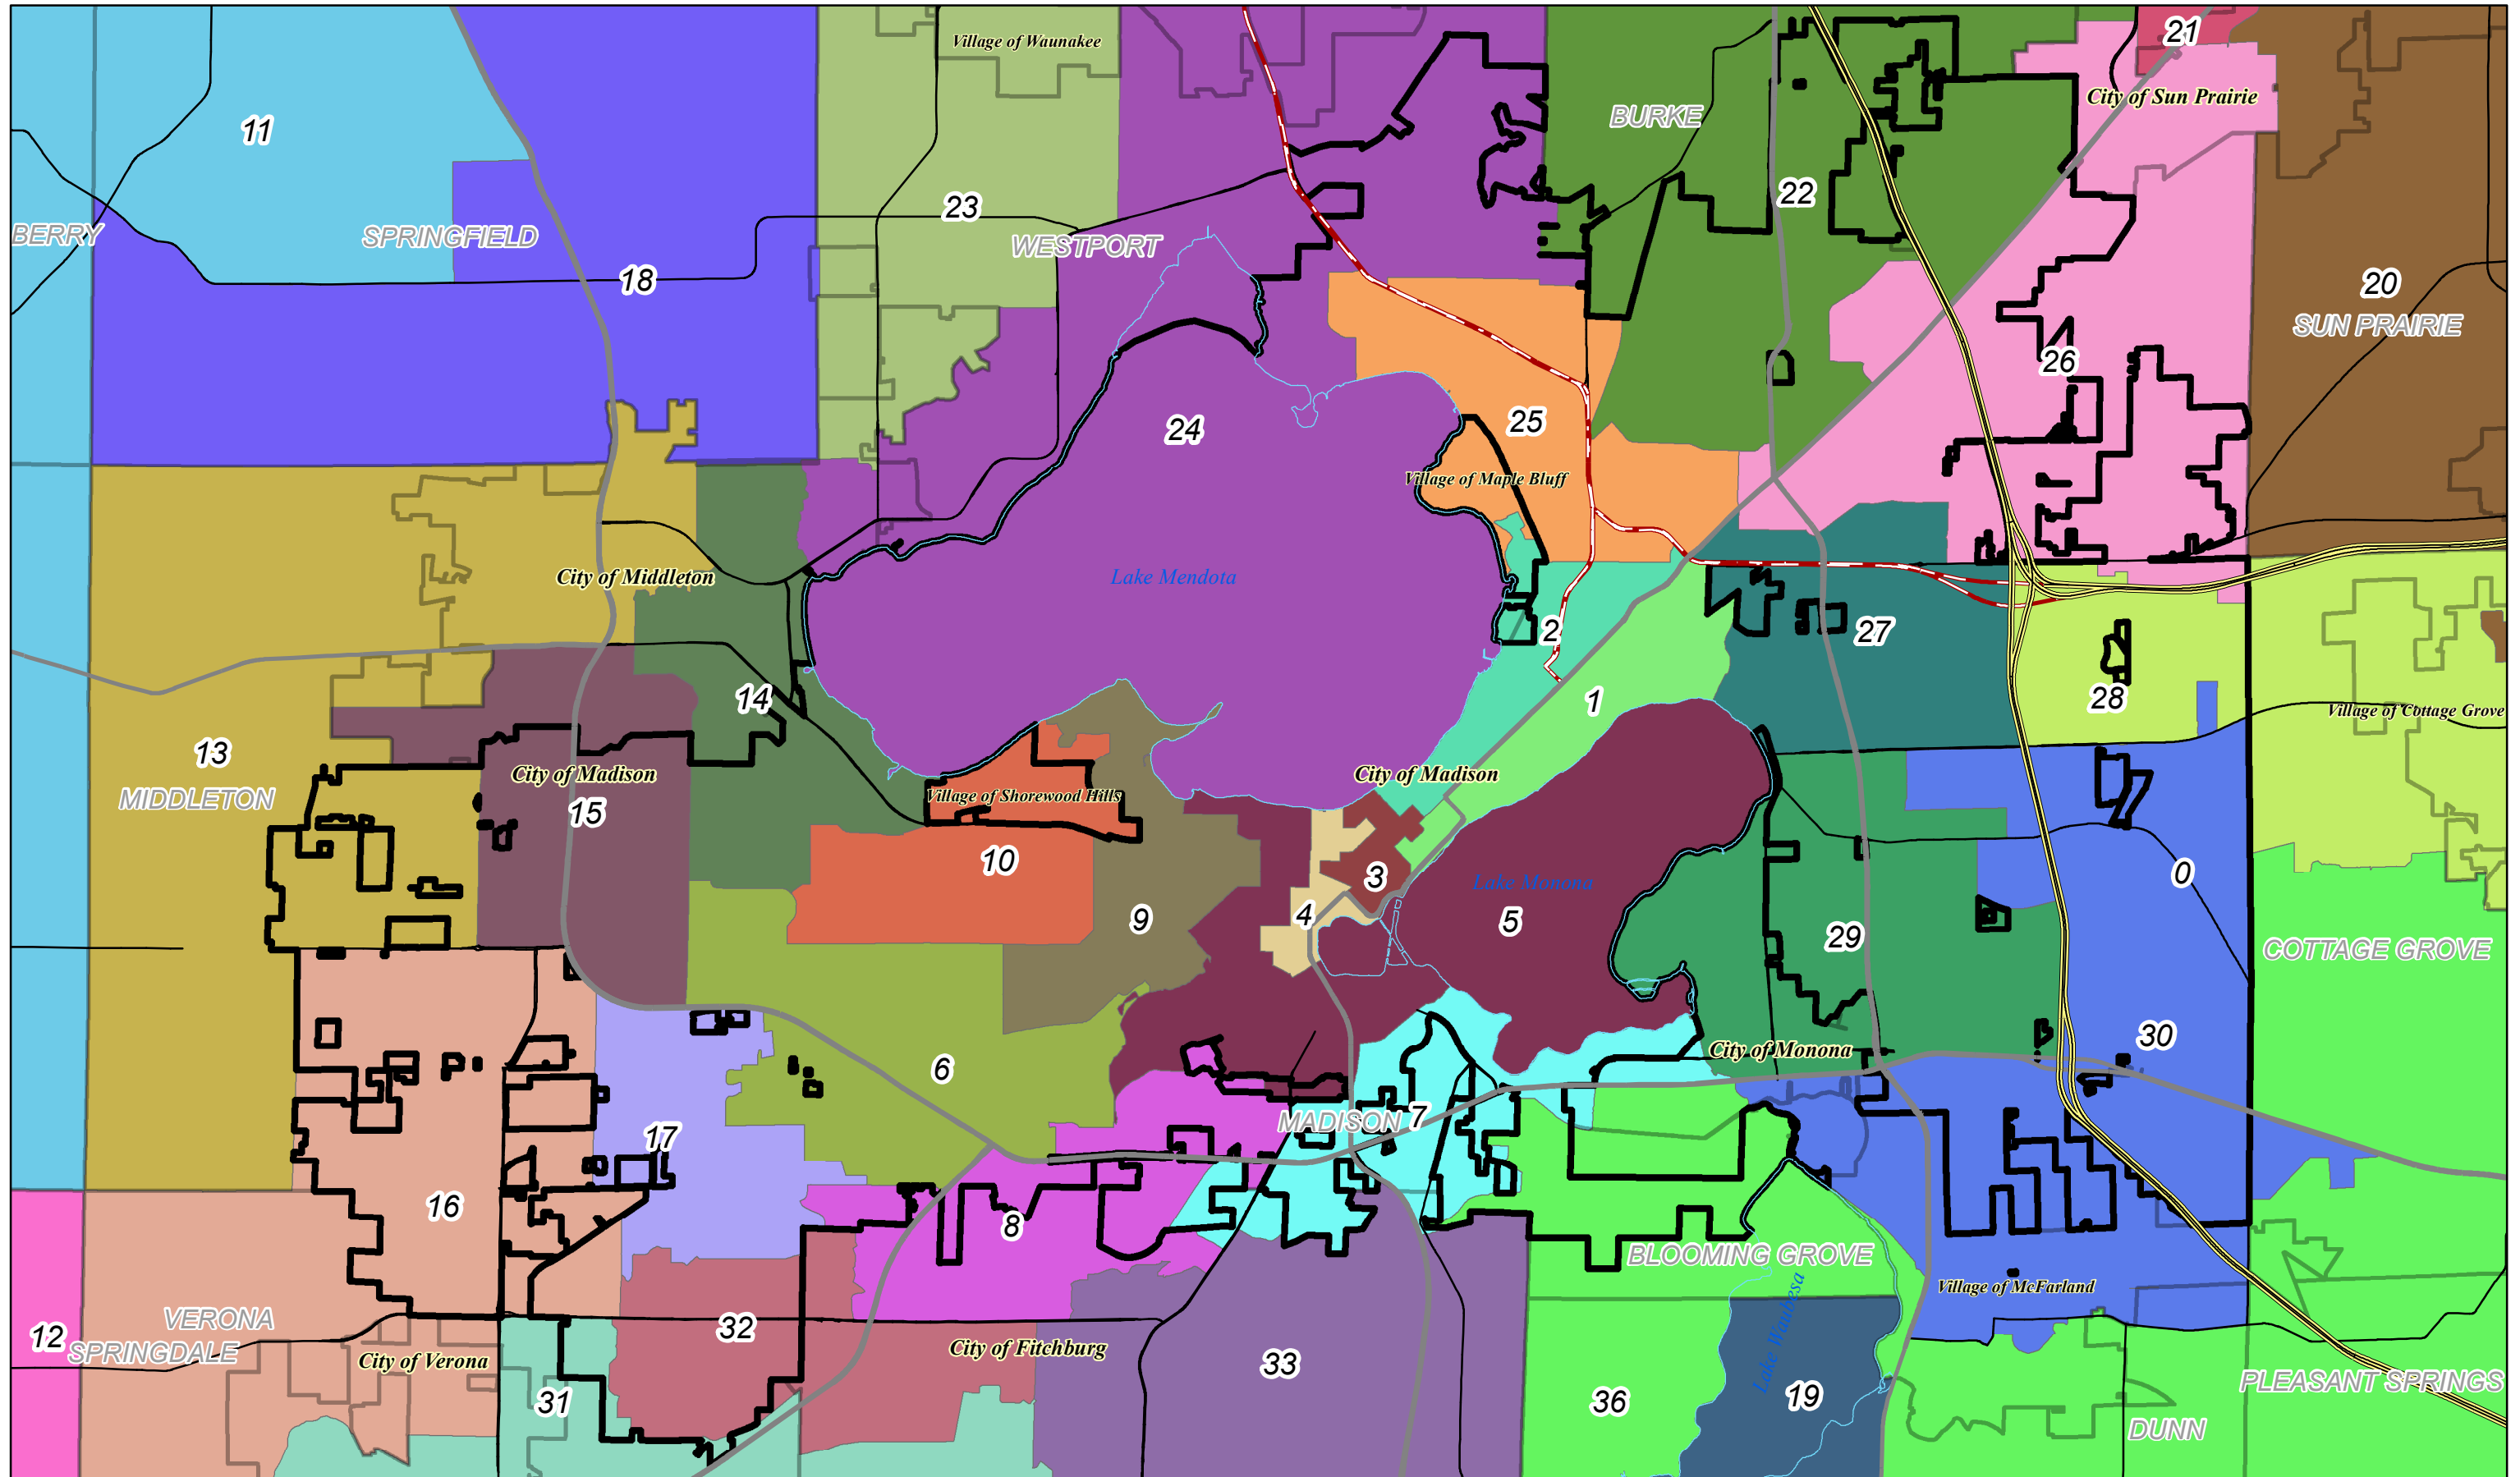 Village of Waunakee
21
City of Sun Prairie
11
BURKE
22
23
BERRY
SPRINGFIELD
WESTPORT
18
20
SUN PRAIRIE
26
24
25
Village of Maple Bluff
City of Middleton
Lake Mendota
2
27
14
1
28
Village of Cottage Grove
13
City of Madison
City of Madison
MIDDLETON
Village of Shorewood Hills
15
10
3
Lake Monona
0
9
4
5
29
COTTAGE GROVE
30
City of Monona
6
7
MADISON
17
16
8
BLOOMING GROVE
Village of McFarland
VERONA
12
SPRINGDALE
32
City of Fitchburg
City of Verona
33
Lake Waubesa
31
36
19
PLEASANT SPRINGS
DUNN